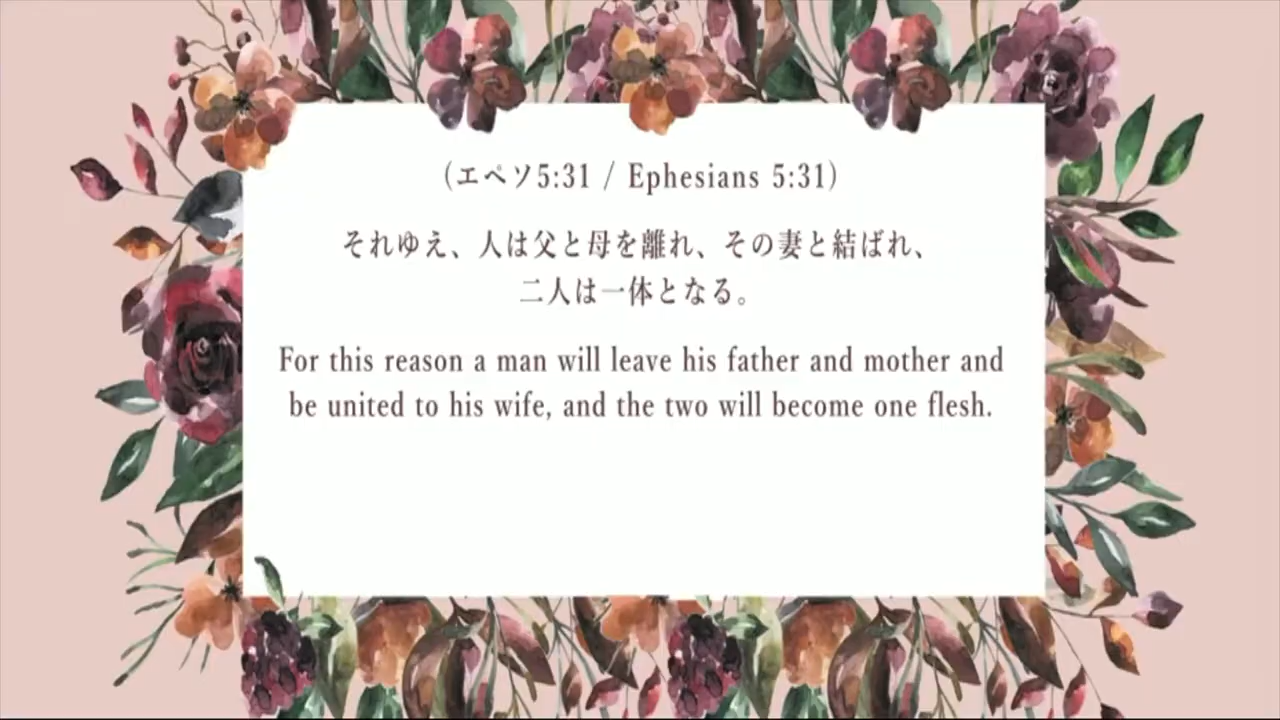 (エペソ5:31 / Ephesians 5:31)
それゆえ、人は父と母を離れ、その妻と結ばれ、
二人は一体となる。
For this reason a man will leave his father and mother and
be united to his wife, and the two will become one flesh.